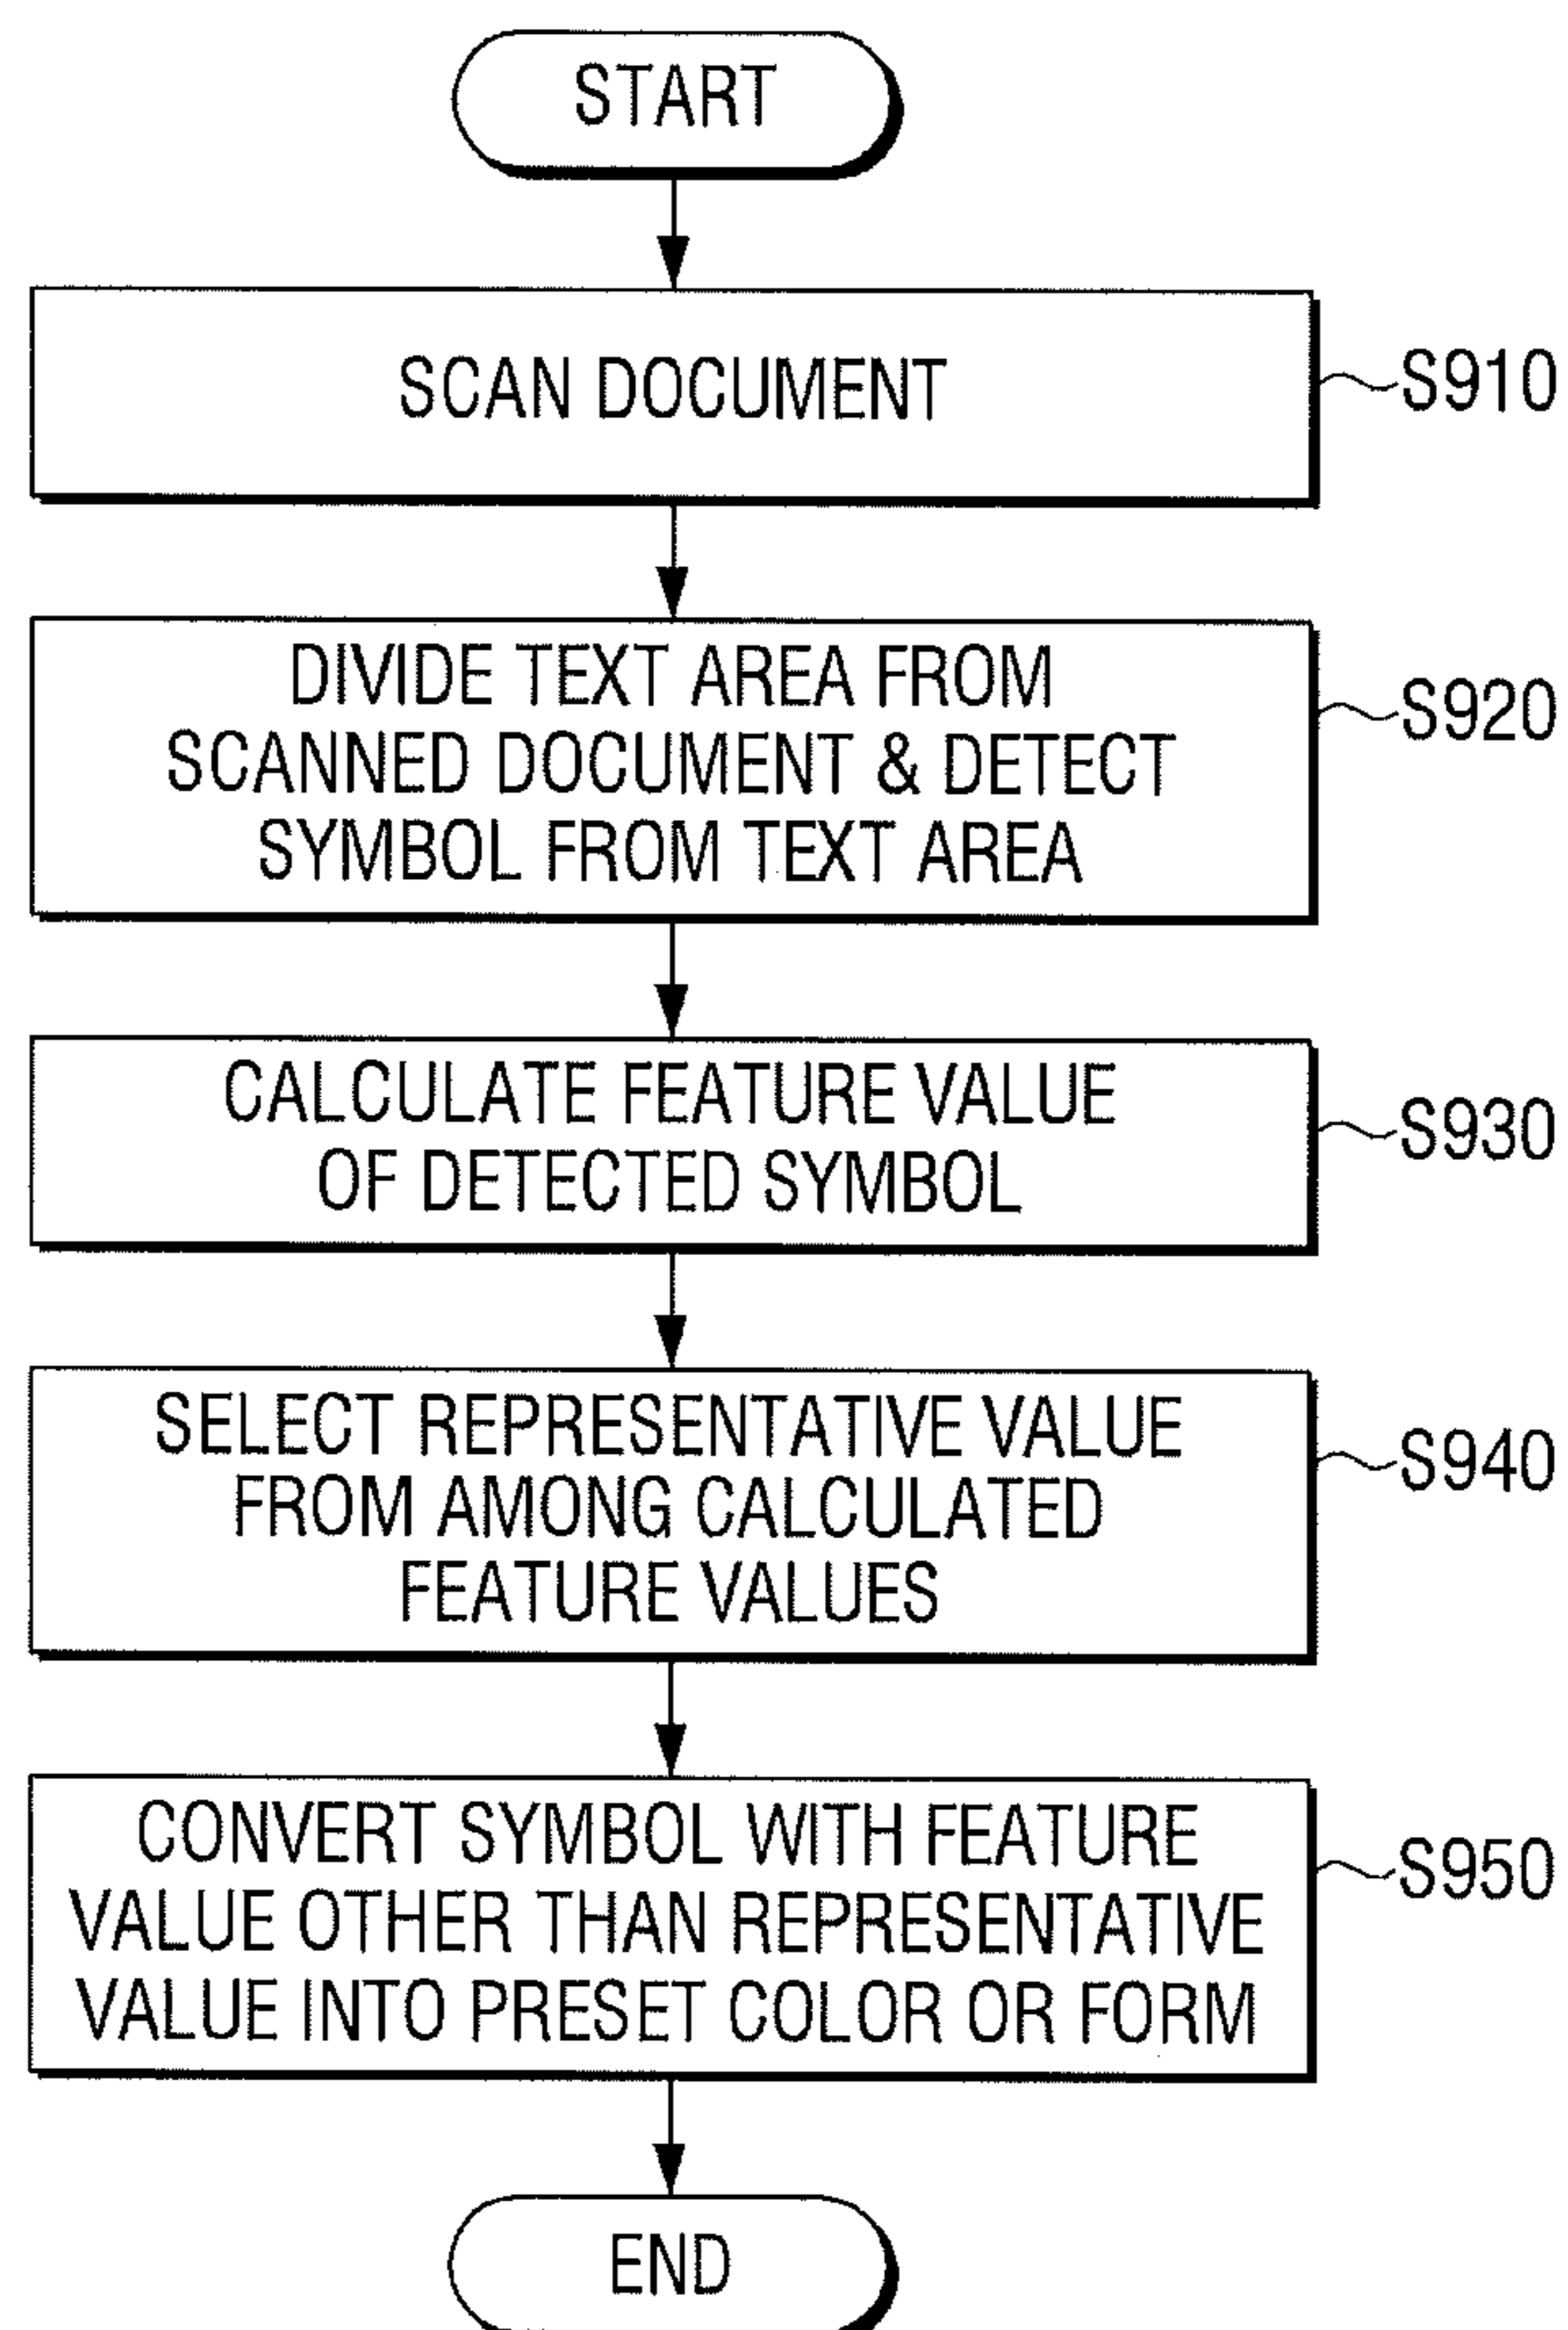 START
SCAN DOCUMENT
S910
DIVIDE TEXT AREA FROM
SCANNED DOCUMENT & DETECT
SYMBOL FROM TEXT AREA
S920
CALCULATE FEATURE VALUE
OF DETECTED SYMBOL
S930
SELECT REPRESENTATIVE VALUE
FROM AMONG CALCULATED
FEATURE VALUES
S940
CONVERT SYMBOL WITH FEATURE
VALUE OTHER THAN REPRESENTATIVE
VALUE INTO PRESET COLOR OR FORM
S950
END